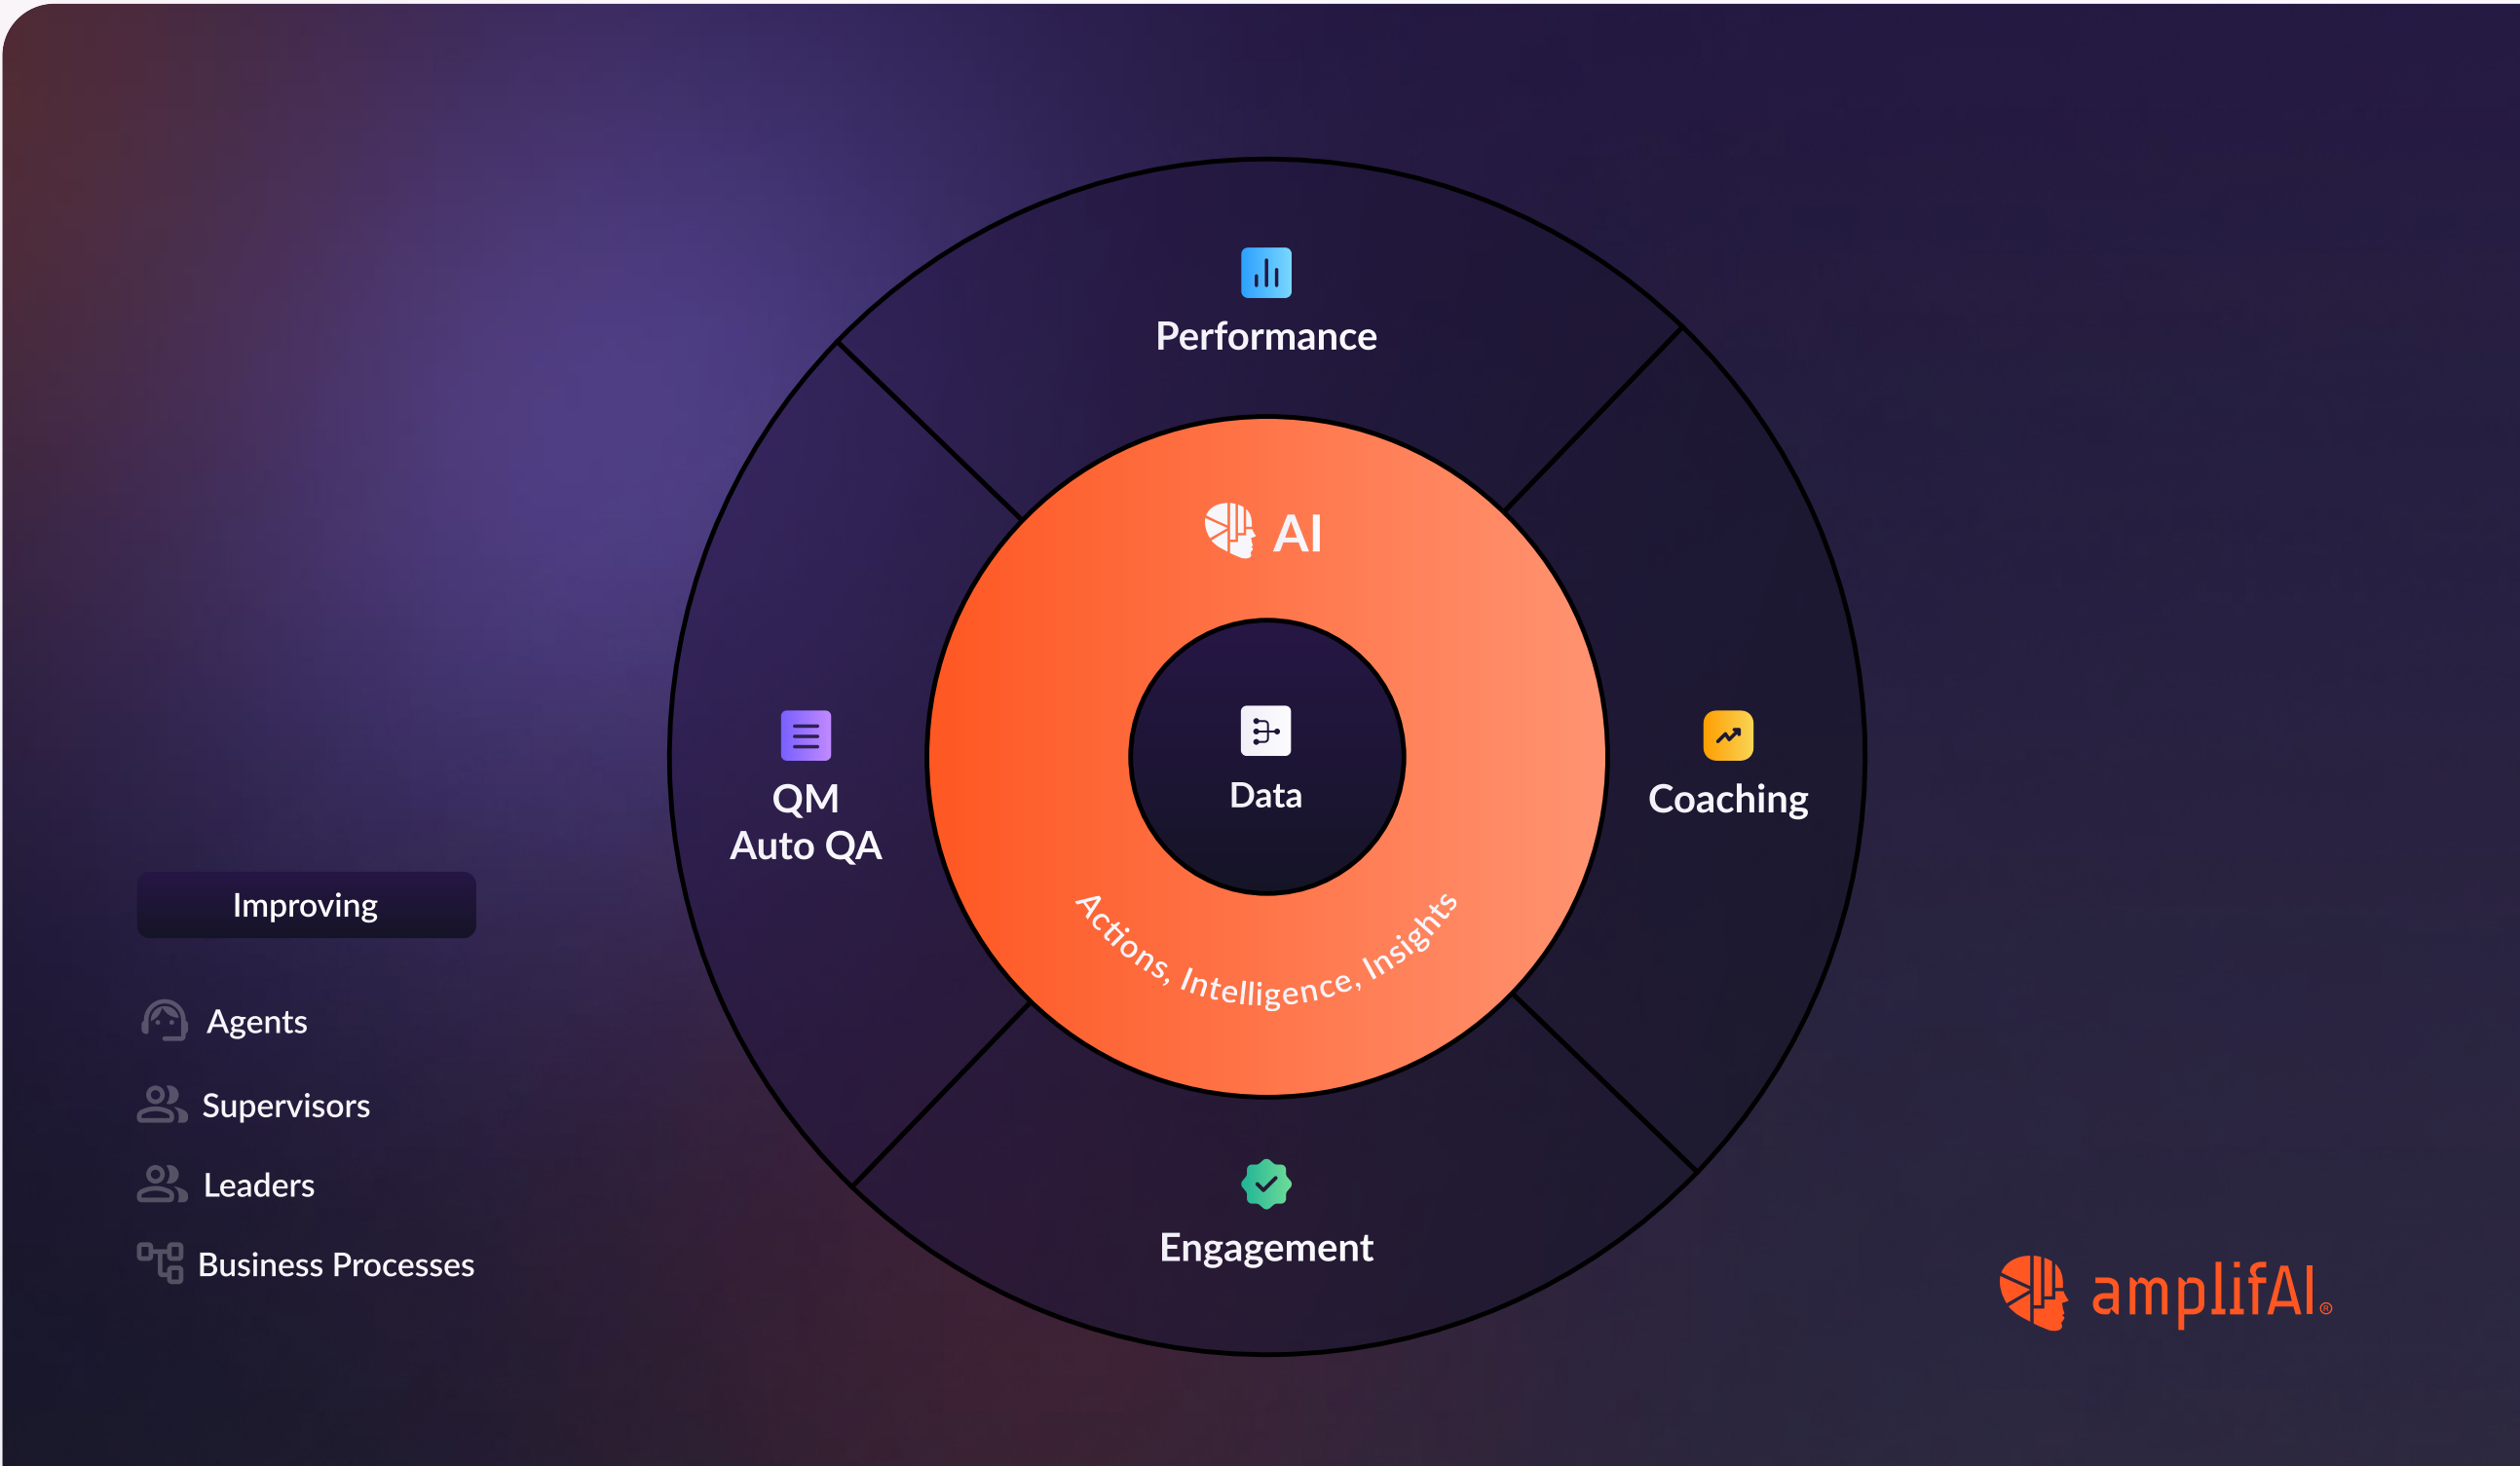 Performance
AI
Data
Actions, Intelligence, Insights
QM
Auto QA
Coaching
Engagement
Improving
Agents
Supervisors
Leaders
Business Processes
amplifAI®